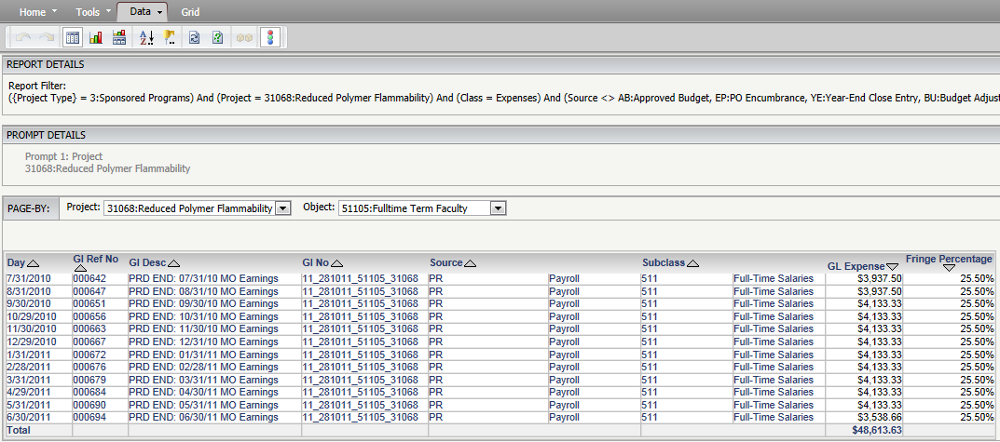 Home Tools Data Grid
REPORT DETAILS
Report Filter:
({Project Type} = 3:Sponsored Programs) And (Project = 31068:Reduced Polymer Flammability) And (Class = Expenses) And (Source <> AB:Approved Budget, EP:PO Encumbrance, YE:Year-End Close Entry, BU:Budget Adjust
PROMPT DETAILS
Prompt 1: Project
31068:Reduced Polymer Flammability
PAGE-BY: Project: 31068:Reduced Polymer Flammability Object: 51105:Fulltime Term Faculty
Day Gl Ref No Gl Desc Gl No Source Subclass GL Expense Fringe Percentage
7/31/2010 000642 PRD END: 07/31/10 MO Earnings 11_281011_51105_31068 PR Payroll 511 Full-Time Salaries $3,937.50 25.50%
8/31/2010 000647 PRD END: 08/31/10 MO Earnings 11_281011_51105_31068 PR Payroll 511 Full-Time Salaries $3,937.50 25.50%
9/30/2010 000651 PRD END: 09/30/10 MO Earnings 11_281011_51105_31068 PR Payroll 511 Full-Time Salaries $4,133.33 25.50%
10/29/2010 000656 PRD END: 10/31/10 MO Earnings 11_281011_51105_31068 PR Payroll 511 Full-Time Salaries $4,133.33 25.50%
11/30/2010 000663 PRD END: 11/30/10 MO Earnings 11_281011_51105_31068 PR Payroll 511 Full-Time Salaries $4,133.33 25.50%
12/29/2010 000667 PRD END: 12/31/10 MO Earnings 11_281011_51105_31068 PR Payroll 511 Full-Time Salaries $4,133.33 25.50%
1/31/2011 000672 PRD END: 01/31/11 MO Earnings 11_281011_51105_31068 PR Payroll 511 Full-Time Salaries $4,133.33 25.50%
2/28/2011 000676 PRD END: 02/28/11 MO Earnings 11_281011_51105_31068 PR Payroll 511 Full-Time Salaries $4,133.33 25.50%
3/31/2011 000679 PRD END: 03/31/11 MO Earnings 11_281011_51105_31068 PR Payroll 511 Full-Time Salaries $4,133.33 25.50%
4/29/2011 000684 PRD END: 04/30/11 MO Earnings 11_281011_51105_31068 PR Payroll 511 Full-Time Salaries $4,133.33 25.50%
5/31/2011 000690 PRD END: 05/31/11 MO Earnings 11_281011_51105_31068 PR Payroll 511 Full-Time Salaries $4,133.33 25.50%
6/30/2011 000694 PRD END: 06/30/11 MO Earnings 11_281011_51105_31068 PR Payroll 511 Full-Time Salaries $3,538.66 25.50%
Total $48,613.63